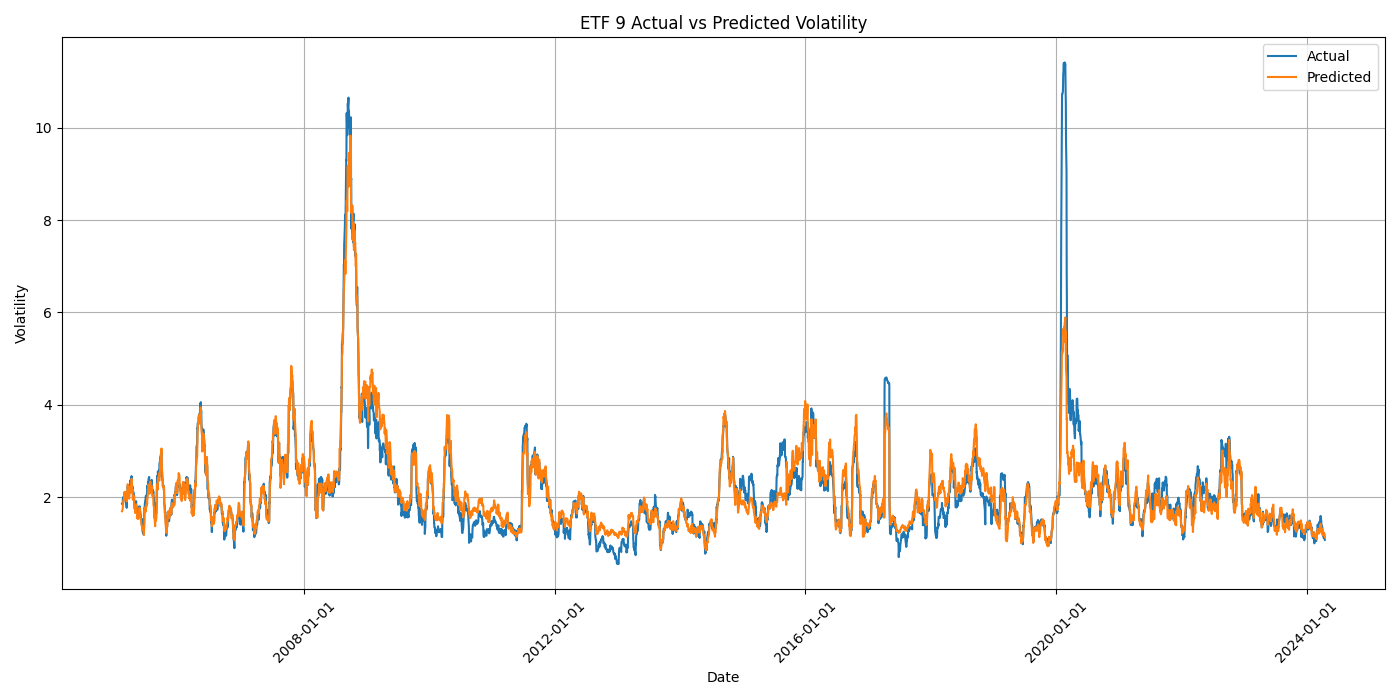 ETF 9 Actual vs Predicted Volatility
Actual
Predicted
Volatility
10
8
6
4
2
2008-01-01
2012-01-01
2016-01-01
2020-01-01
2024-01-01
Date